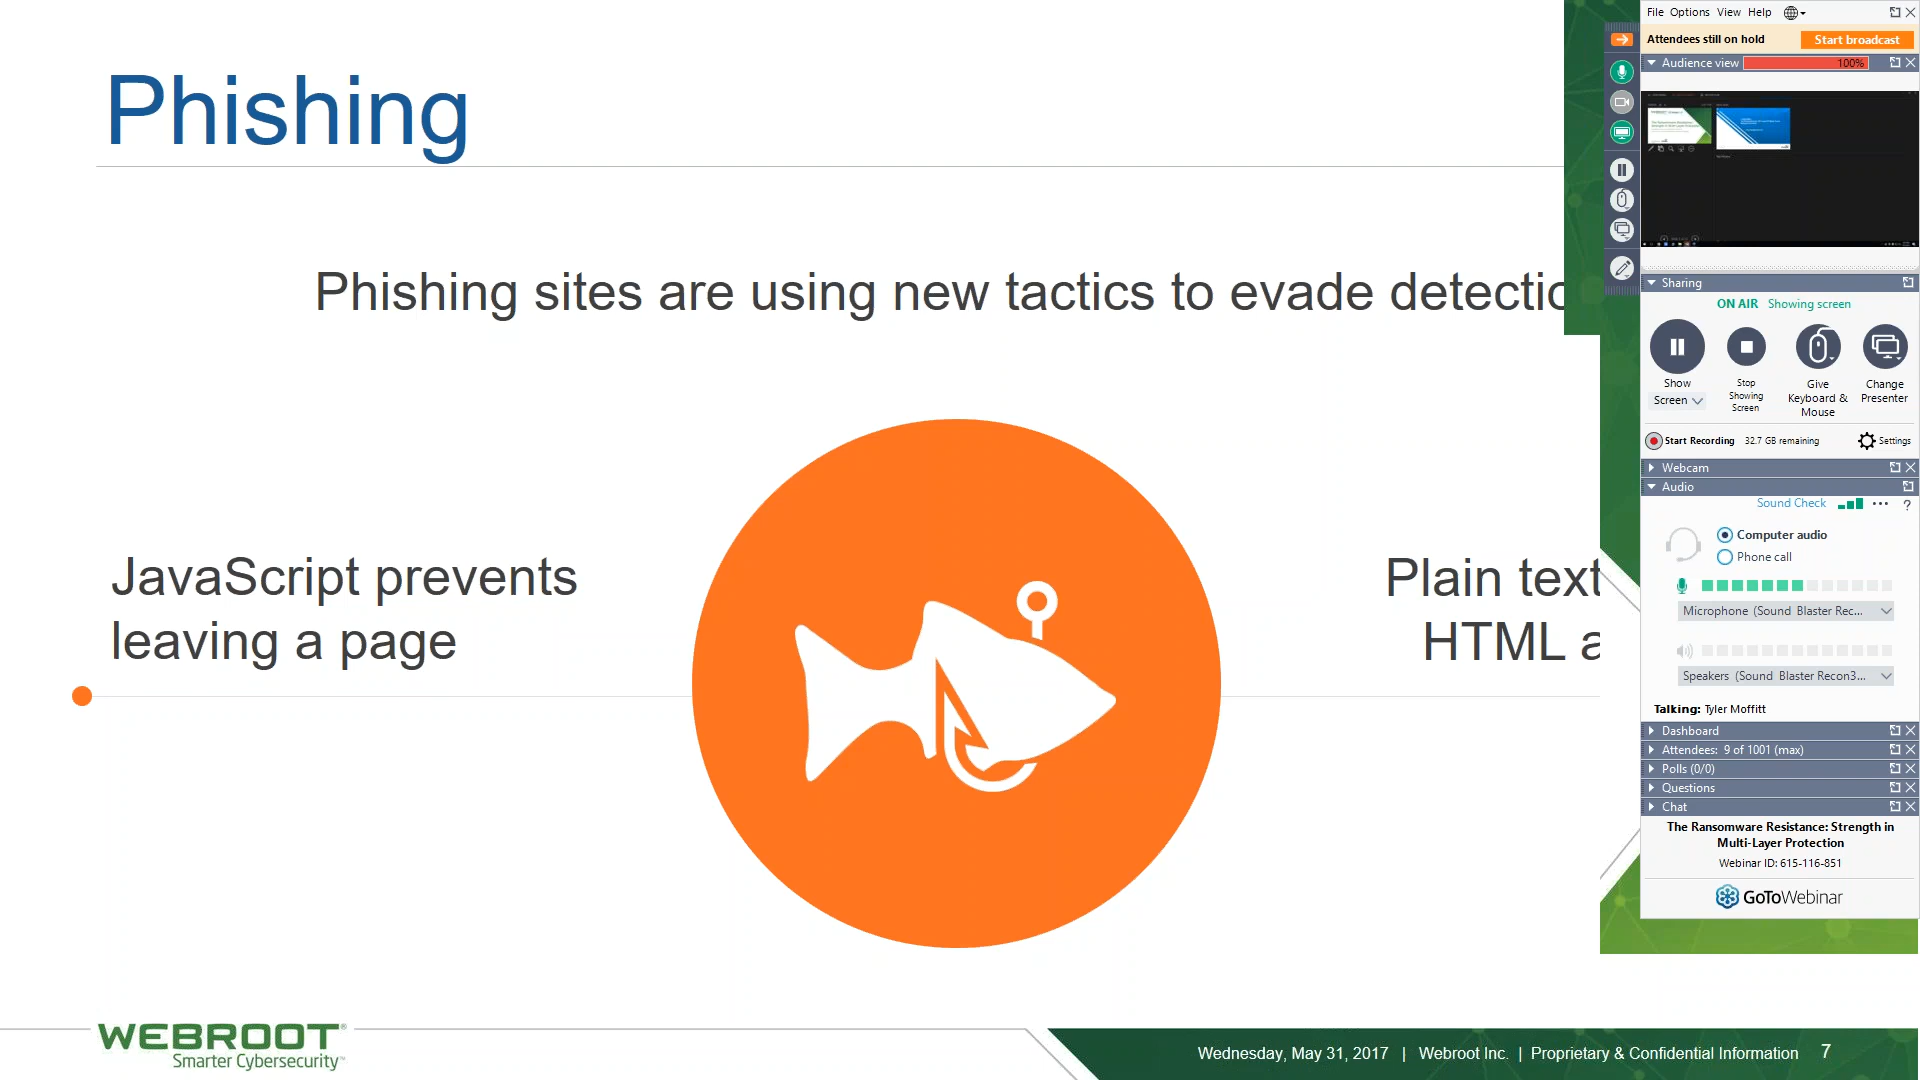 Phishing
Phishing sites are using new tactics to evade detectio
JavaScript prevents
leaving a page
Plain text
HTML a
WEBROOT®
Smarter Cybersecurity™
Wednesday, May 31, 2017 | Webroot Inc. | Proprietary & Confidential Information 7
File Options View Help
Attendees still on hold Start broadcast
Audience view 100%
Sharing
ON AIR Showing screen
Show
Screen
Stop
Showing
Screen
Give
Keyboard &
Mouse
Change
Presenter
Start Recording 32.7 GB remaining Settings
Webcam
Audio
Sound Check ?
Computer audio
Phone call
Microphone (Sound Blaster Rec...
Speakers (Sound Blaster Recon3...
Talking: Tyler Moffitt
Dashboard
Attendees: 9 of 1001 (max)
Polls (0/0)
Questions
Chat
The Ransomware Resistance: Strength in
Multi-Layer Protection
Webinar ID: 615-116-851
GoToWebinar